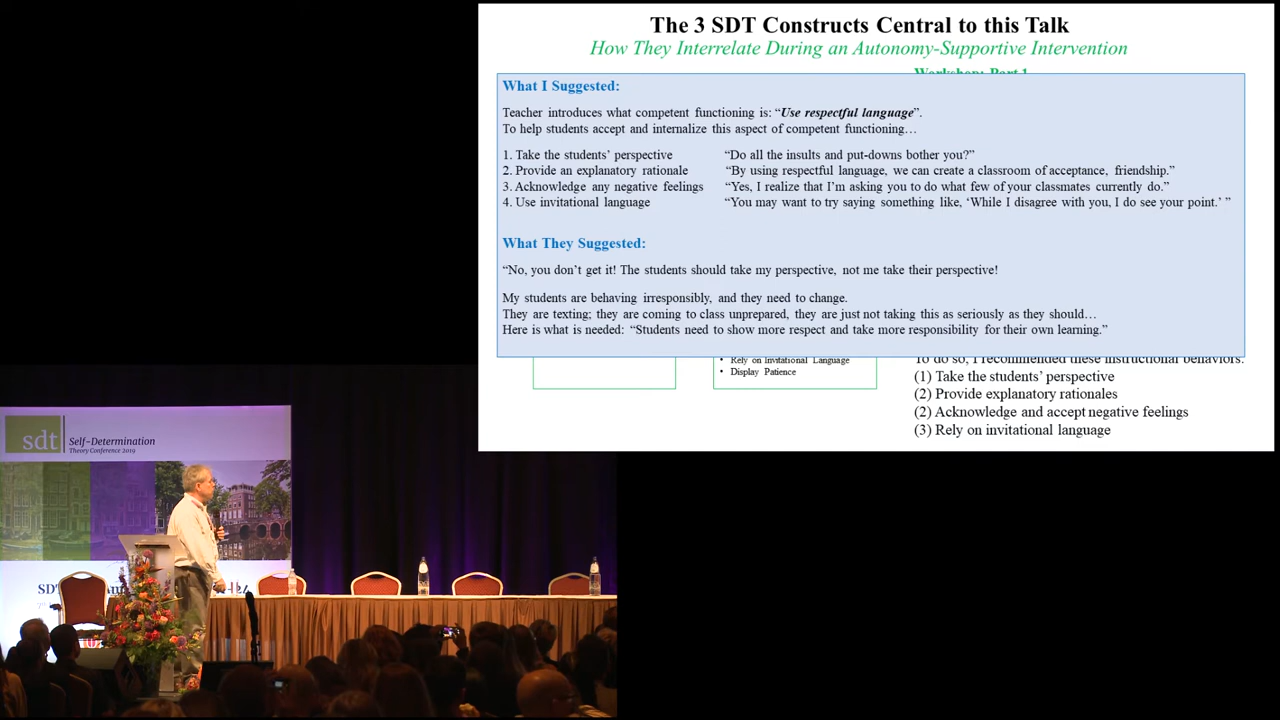 The 3 SDT Constructs Central to this Talk
How They Interrelate During an Autonomy-Supportive Intervention
Workshop: Part 1
What I Suggested:
Teacher introduces what competent functioning is: “Use respectful language”.
To help students accept and internalize this aspect of competent functioning…
1. Take the students’ perspective “Do all the insults and put-downs bother you?”
2. Provide an explanatory rationale “By using respectful language, we can create a classroom of acceptance, friendship.”
3. Acknowledge any negative feelings “Yes, I realize that I’m asking you to do what few of your classmates currently do.”
4. Use invitational language “You may want to try saying something like, ‘While I disagree with you, I do see your point.’ ”
What They Suggested:
“No, you don’t get it! The students should take my perspective, not me take their perspective!
My students are behaving irresponsibly, and they need to change.
They are texting; they are coming to class unprepared, they are just not taking this as seriously as they should…
Here is what is needed: “Students need to show more respect and take more responsibility for their own learning.”
• Rely on Invitational Language
• Display Patience
To do so, I recommended these instructional behaviors:
(1) Take the students’ perspective
(2) Provide explanatory rationales
(2) Acknowledge and accept negative feelings
(3) Rely on invitational language
sdt
Self-Determination
Theory Conference 2019